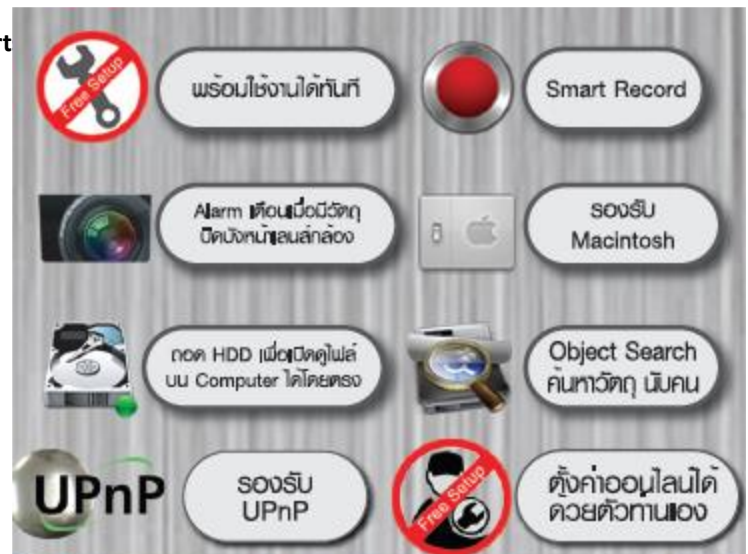 rt
Free Setup
พร้อมใช้งานได้ทันที
Smart Record
Alarm เตือนเมื่อมีวัตถุ
ปิดบังหน้าเลนส์กล้อง
รองรับ
Macintosh
ถอด HDD เพื่อเปิดดูไฟล์
บน Computer ได้โดยตรง
Object Search
ค้นหาวัตถุ นับคน
UPnP
รองรับ
UPnP
Free Setup
ตั้งค่าออนไลน์ได้
ด้วยตัวท่านเอง